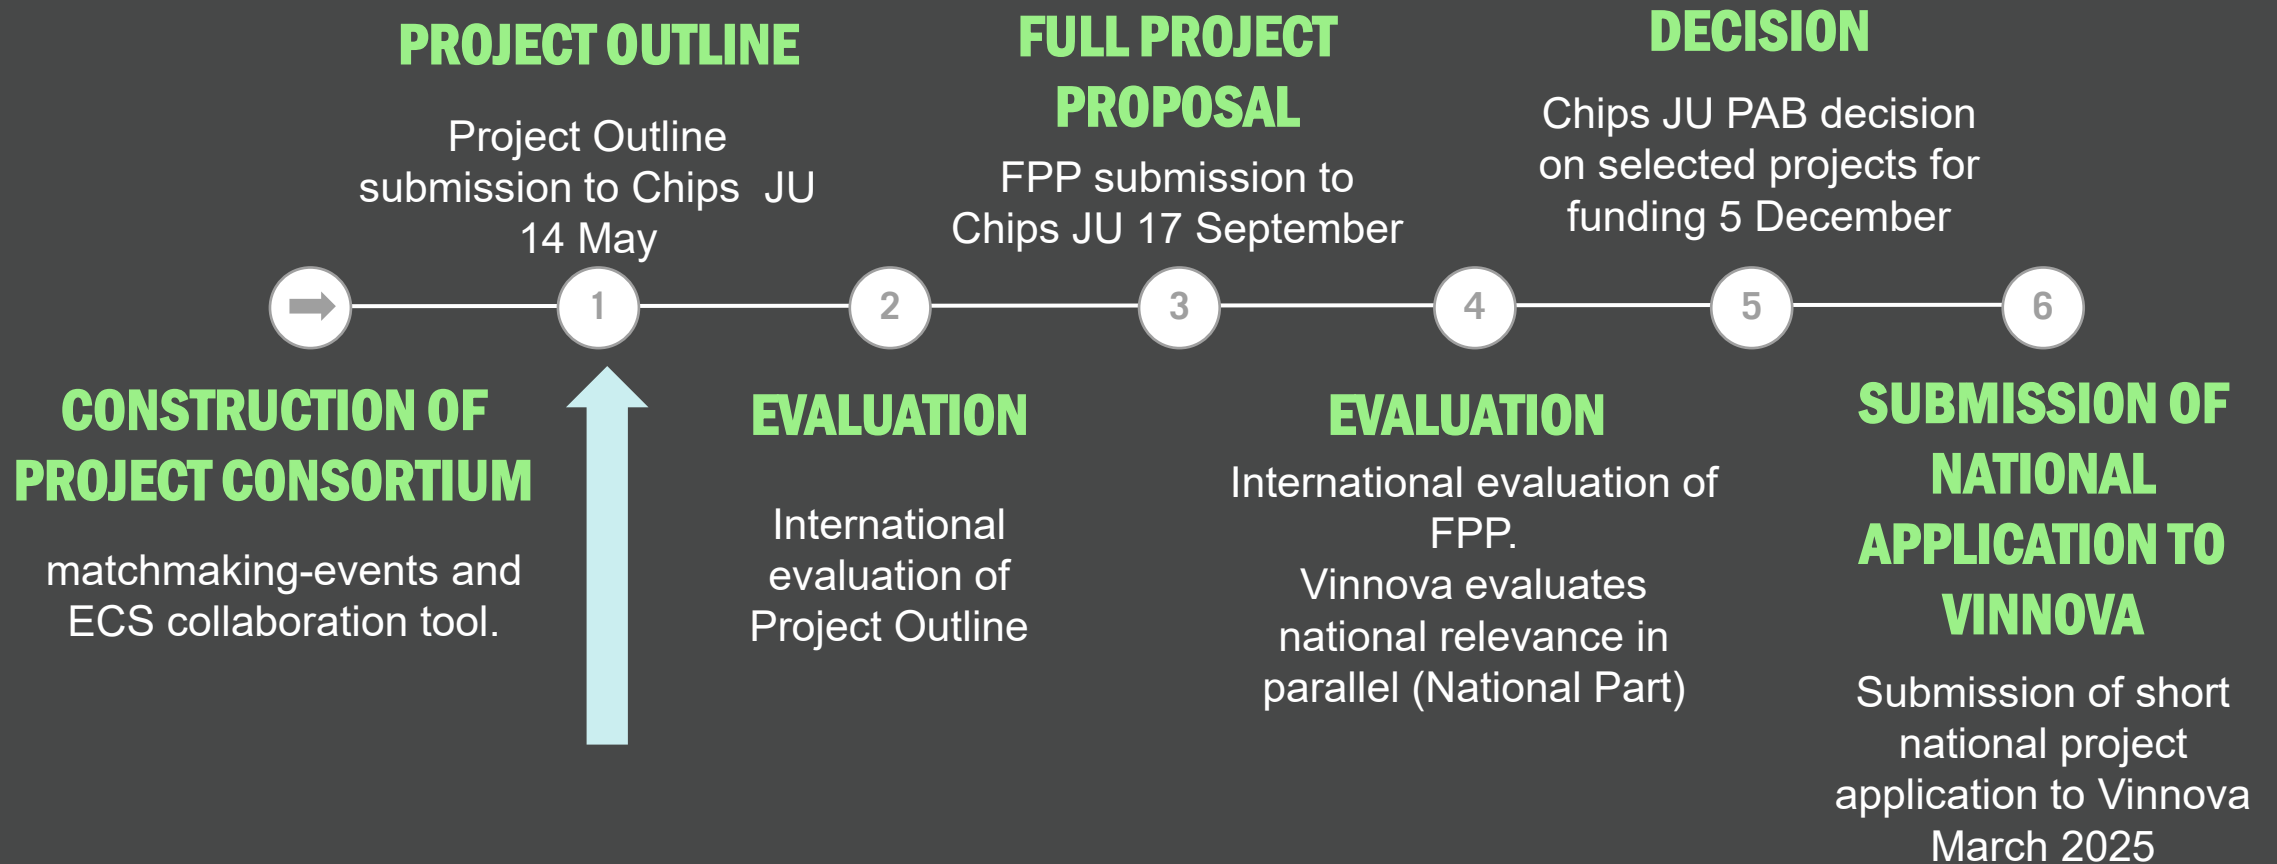 PROJECT OUTLINE
Project Outline
submission to Chips  JU
14 May
FULL PROJECT
PROPOSAL
FPP submission to
Chips JU 17 September
DECISION
Chips JU PAB decision
on selected projects for
funding 5 December
1
2
3
4
5
6
CONSTRUCTION OF
PROJECT CONSORTIUM
matchmaking-events and
ECS collaboration tool.
EVALUATION
International
evaluation of
Project Outline
EVALUATION
International evaluation of
FPP.
Vinnova evaluates
national relevance in
parallel (National Part)
SUBMISSION OF
NATIONAL
APPLICATION TO
VINNOVA
Submission of short
national project
application to Vinnova
March 2025